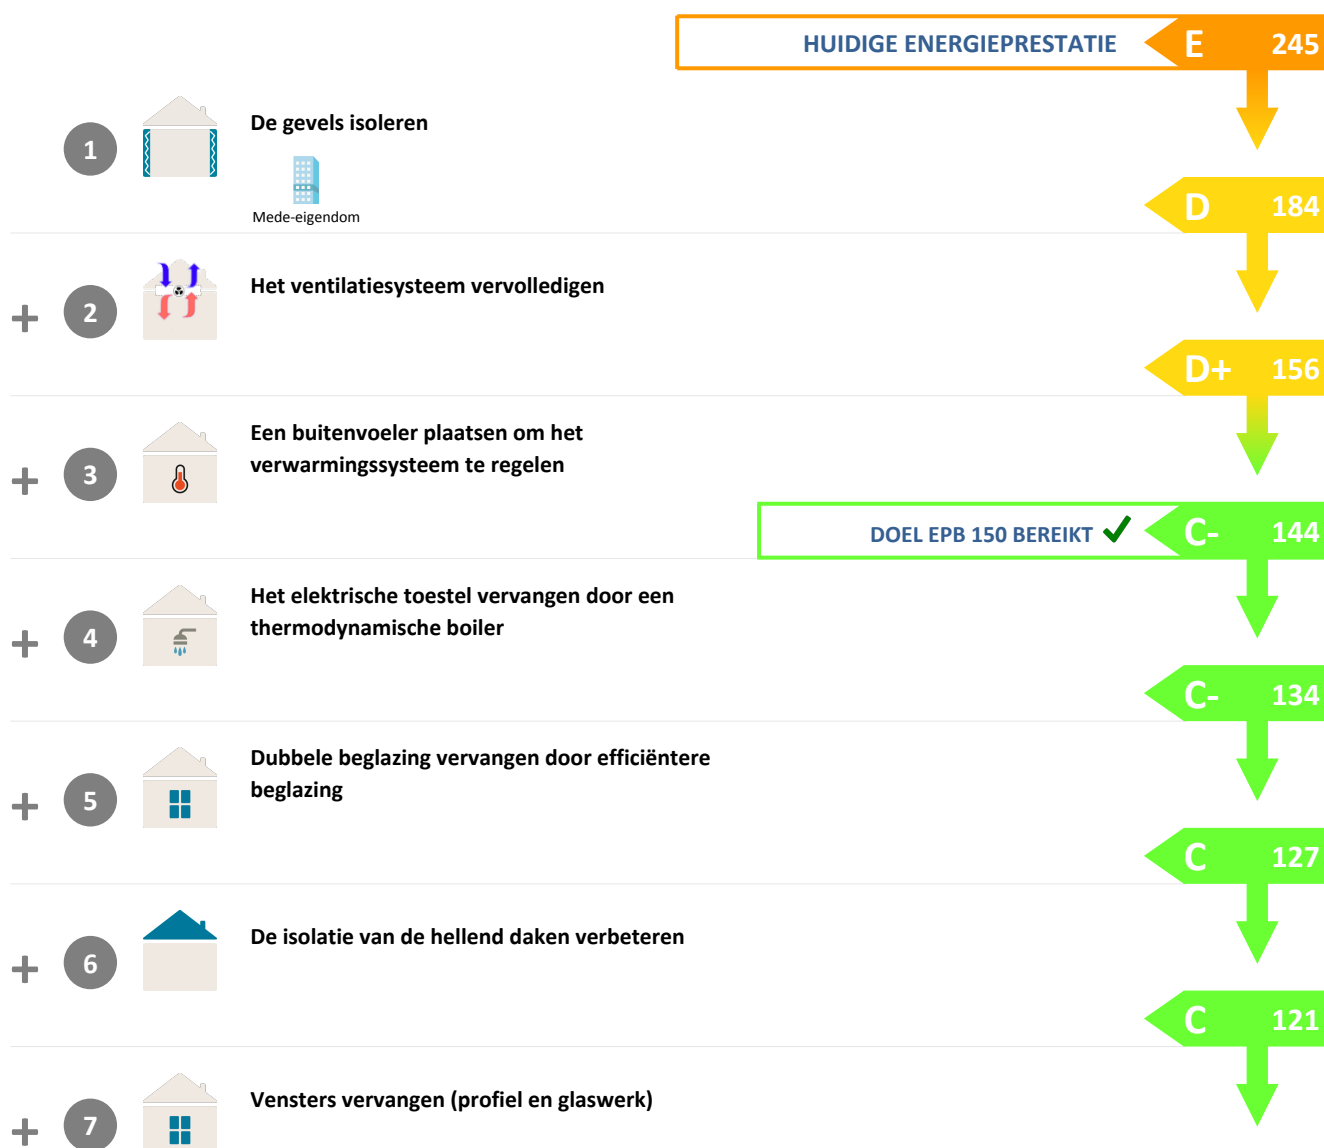 HUIDIGE ENERGIEPRESTATIE E 245
1 De gevels isoleren
Mede-eigendom
D 184
+ 2 Het ventilatiesysteem vervolledigen
D+ 156
+ 3 Een buitenvoeler plaatsen om het
verwarmingssysteem te regelen
DOEL EPB 150 BEREIKT ✓ C- 144
+ 4 Het elektrische toestel vervangen door een
thermodynamische boiler
C- 134
+ 5 Dubbele beglazing vervangen door efficiëntere
beglazing
C 127
+ 6 De isolatie van de hellend daken verbeteren
C 121
+ 7 Vensters vervangen (profiel en glaswerk)